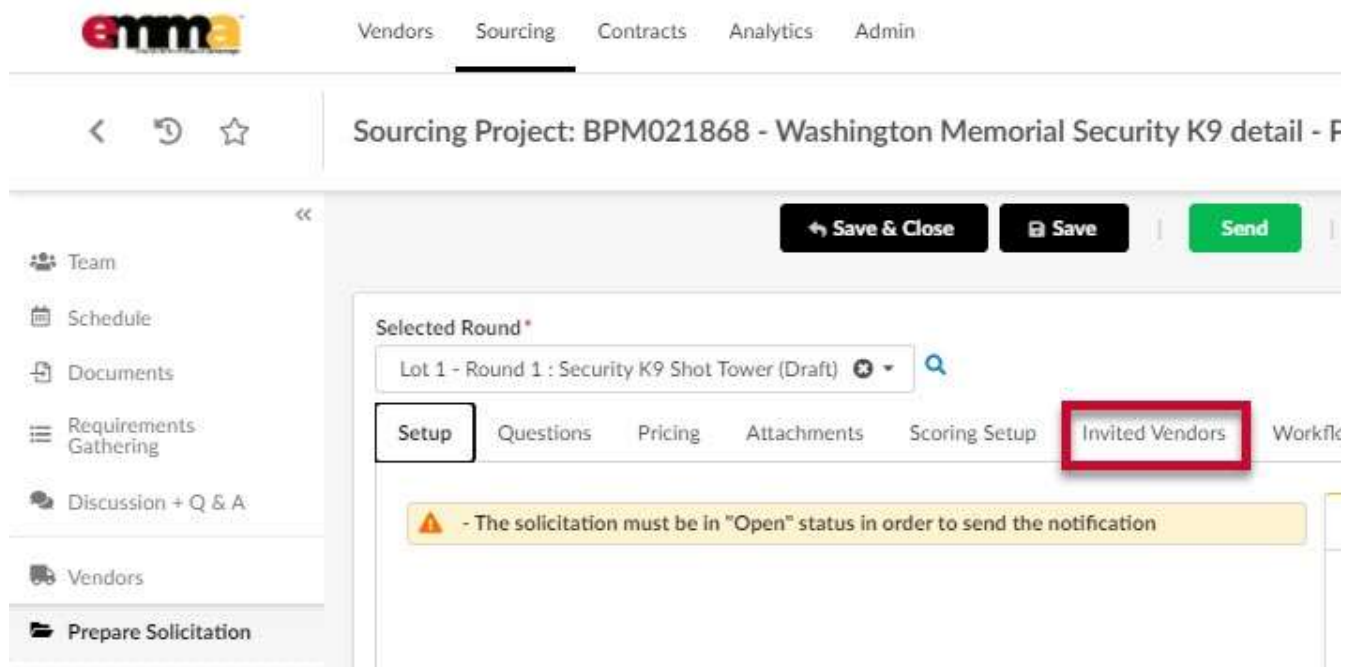 emma
Vendors Sourcing Contracts Analytics Admin
Sourcing Project: BPM021868 - Washington Memorial Security K9 detail -
Save & Close Save Send
Team
Schedule
Documents
Requirements
Gathering
Discussion + Q & A
Vendors
Prepare Solicitation
Selected Round*
Lot 1 - Round 1 : Security K9 Shot Tower (Draft)
Setup Questions Pricing Attachments Scoring Setup Invited Vendors
- The solicitation must be in "Open" status in order to send the notification